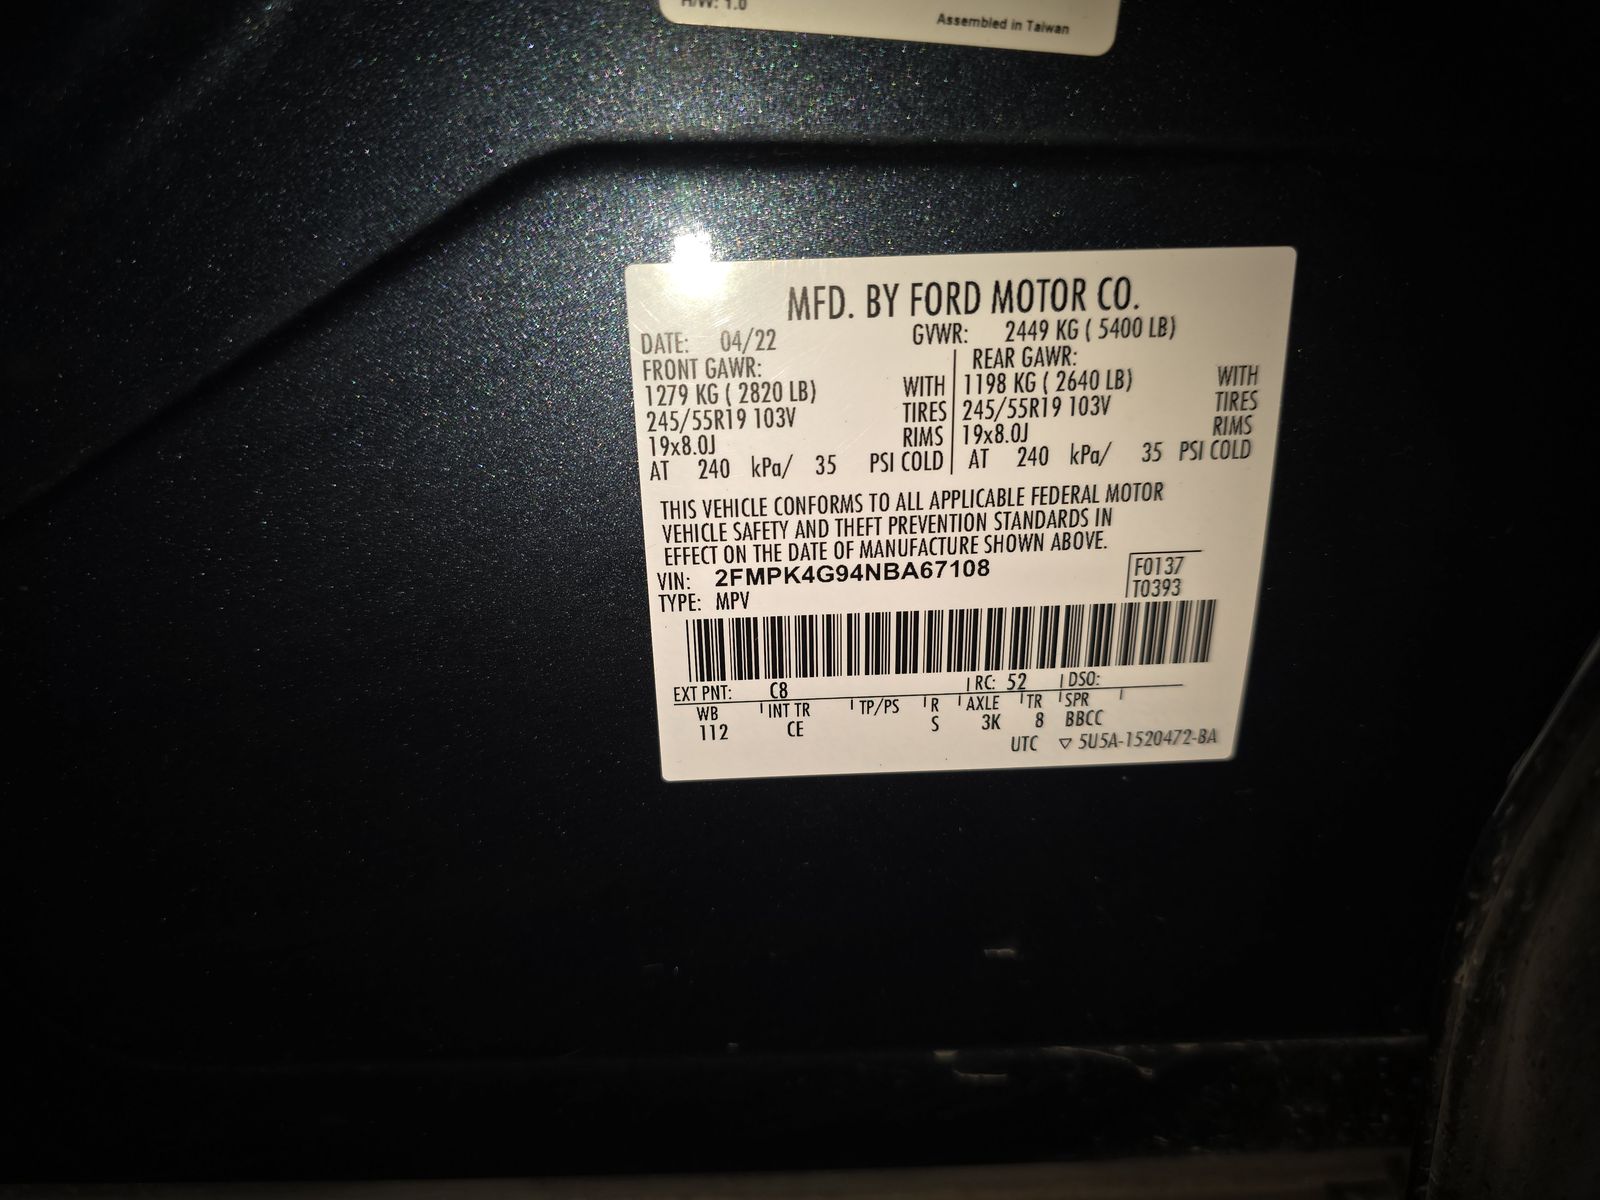 H/W: 1.0
Assembled in Taiwan
MFD. BY FORD MOTOR CO.
DATE: 04/22 GVWR: 2449 KG ( 5400 LB)
FRONT GAWR: REAR GAWR:
1279 KG ( 2820 LB) WITH 1198 KG ( 2640 LB) WITH
245/55R19 103V TIRES 245/55R19 103V TIRES
19x8.0J RIMS 19x8.0J RIMS
AT 240 kPa/ 35 PSI COLD AT 240 kPa/ 35 PSI COLD
THIS VEHICLE CONFORMS TO ALL APPLICABLE FEDERAL MOTOR
VEHICLE SAFETY AND THEFT PREVENTION STANDARDS IN
EFFECT ON THE DATE OF MANUFACTURE SHOWN ABOVE.
VIN: 2FMPK4G94NBA67108 F0137
TYPE: MPV T0393
EXT PNT: C8 RC: 52 DSO:
WB INT TR TP/PS R AXLE TR SPR
112 CE S 3K 8 BBCC
UTC ▽ 5U5A-1520472-BA